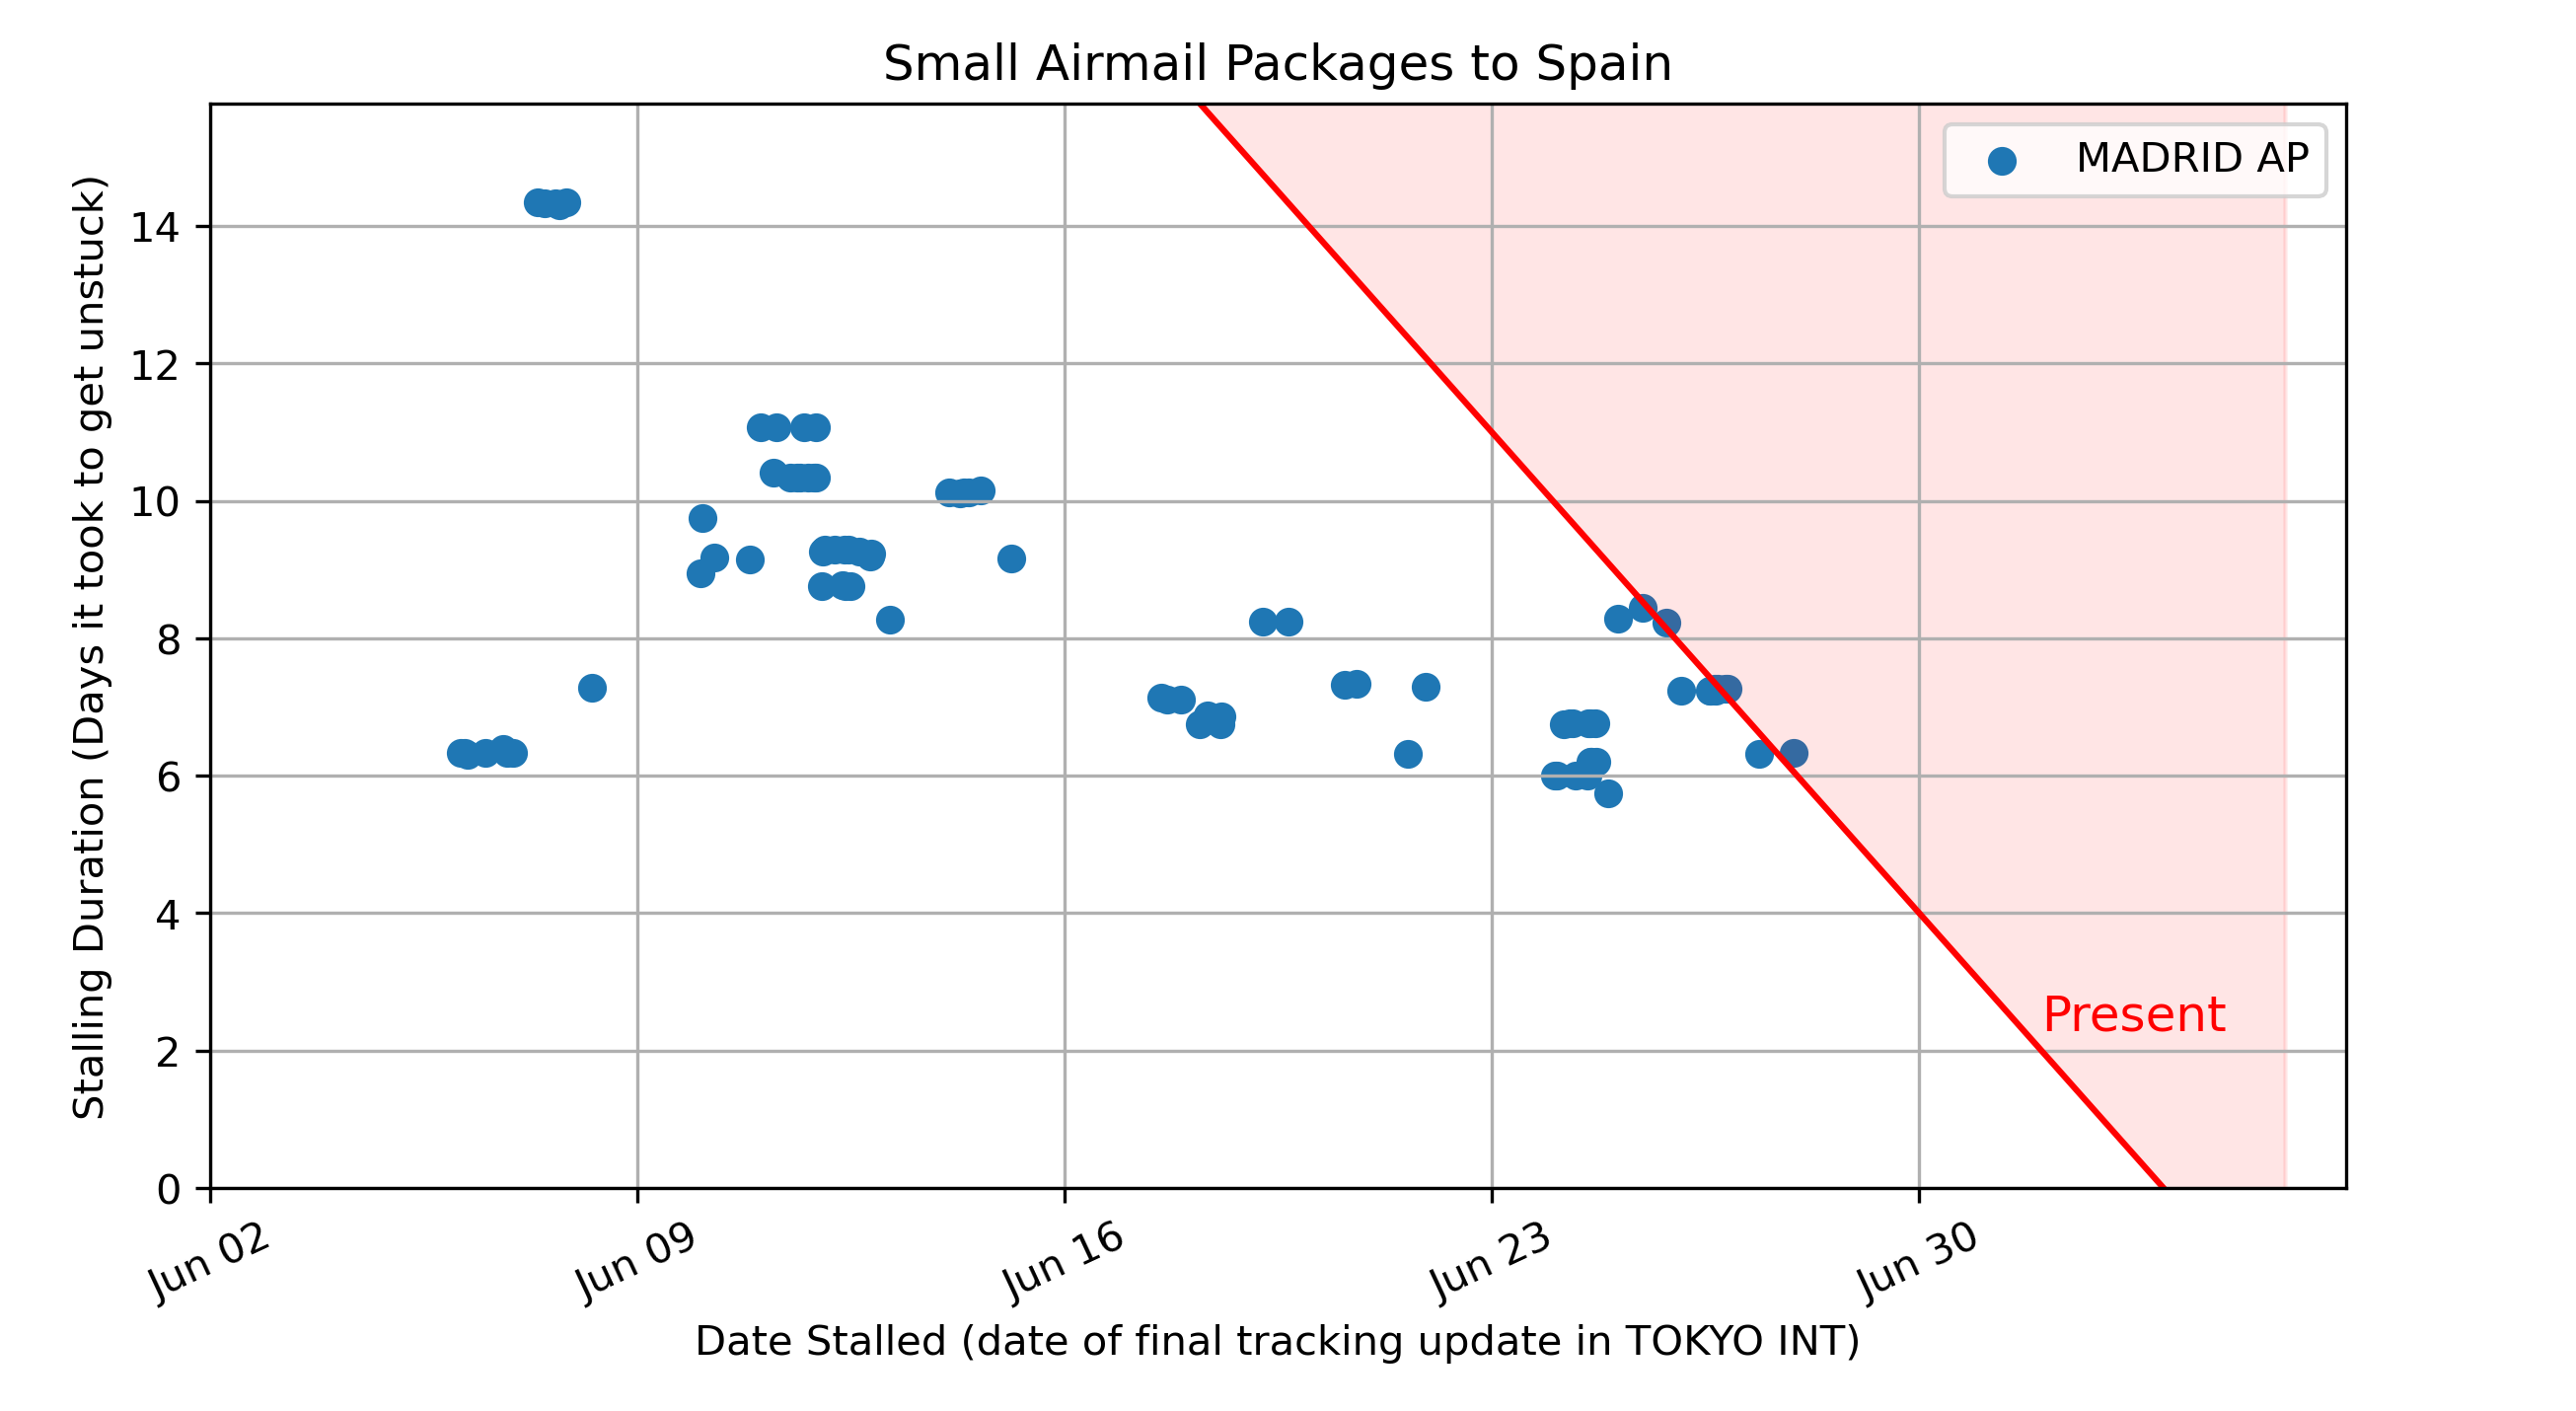 Small Airmail Packages to Spain
MADRID AP
Stalling Duration (Days it took to get unstuck)
14
12
10
8
6
4
2
0
Present
Jun 02
Jun 09
Jun 16
Jun 23
Jun 30
Date Stalled (date of final tracking update in TOKYO INT)